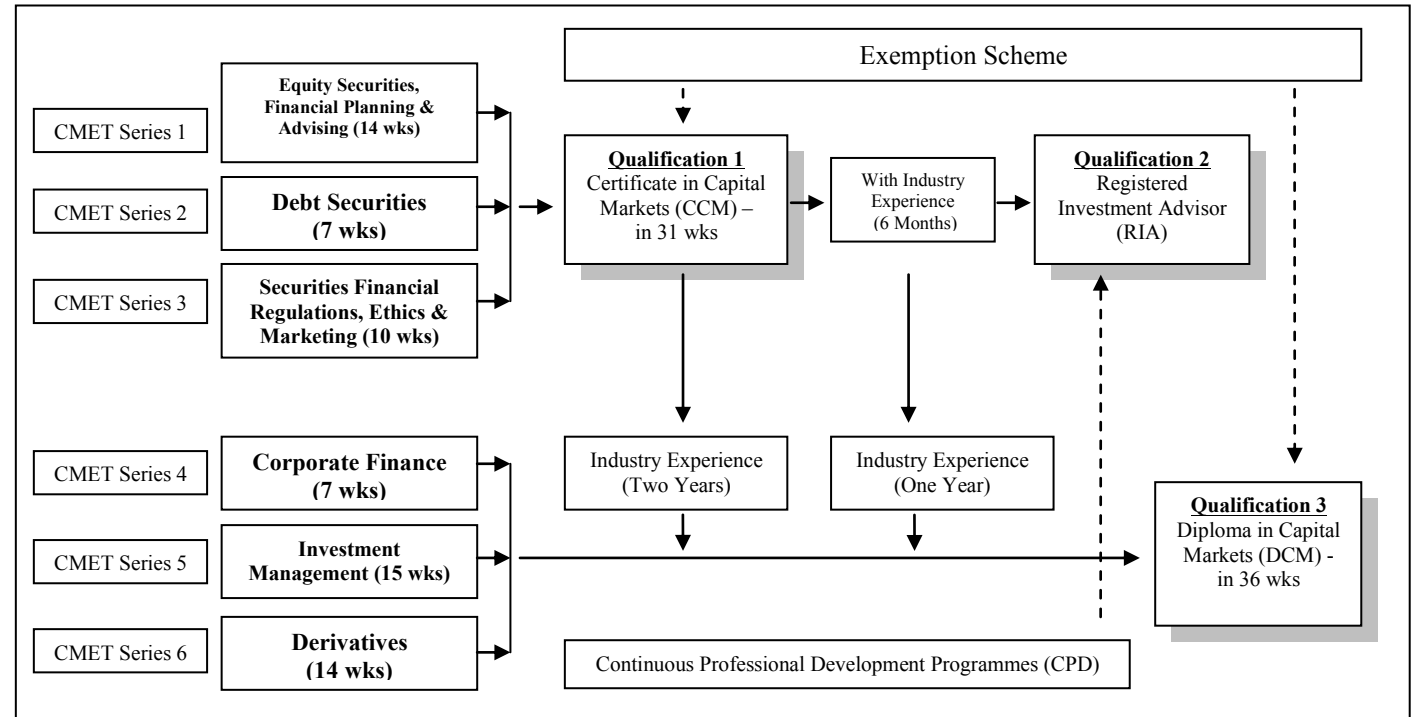 Exemption Scheme
CMET Series 1
Equity Securities,
Financial Planning &
Advising (14 wks)
CMET Series 2
Debt Securities
(7 wks)
CMET Series 3
Securities Financial
Regulations, Ethics &
Marketing (10 wks)
Qualification 1
Certificate in Capital
Markets (CCM) –
in 31 wks
With Industry
Experience
(6 Months)
Qualification 2
Registered
Investment Advisor
(RIA)
CMET Series 4
Corporate Finance
(7 wks)
Industry Experience
(Two Years)
Industry Experience
(One Year)
CMET Series 5
Investment
Management (15 wks)
Qualification 3
Diploma in Capital
Markets (DCM) -
in 36 wks
CMET Series 6
Derivatives
(14 wks)
Continuous Professional Development Programmes (CPD)